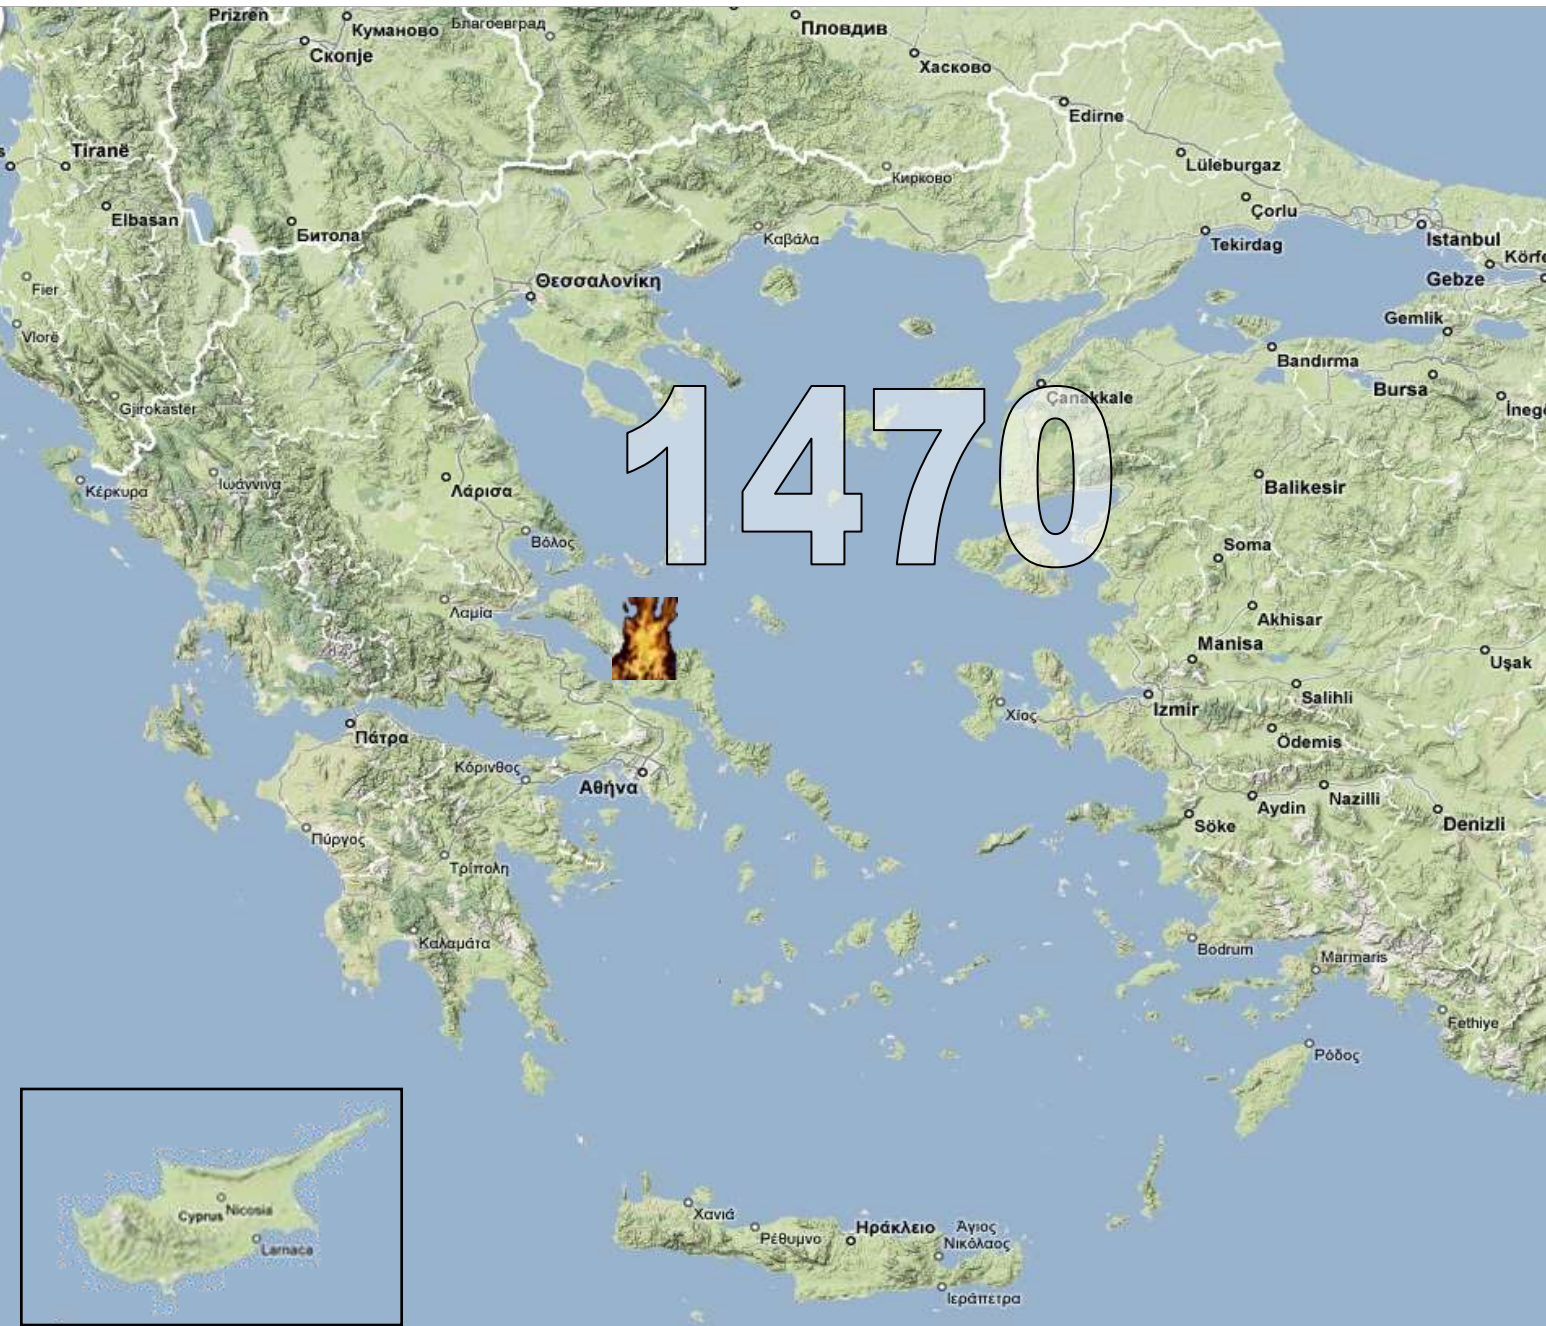 Prizren
Куманово
Благоевград
Пловдив
Скопје
Хасково
Edirne
s
Tiranë
Lüleburgaz
Кирково
Elbasan
Битола
Çorlu
Καβάλα
Tekirdag
Istanbul
Körfe
Fier
Θεσσαλονίκη
Gebze
Vlorë
Gemlik
Bandırma
Bursa
Gjirokaster
Çanakkale
İneg
1470
Κέρκυρα
Ιωάννινα
Λάρισα
Balikesir
Βόλος
Soma
Λαμία
Akhisar
Manisa
Uşak
Salihli
Χίος
Izmir
Πάτρα
Ödemis
Κόρινθος
Αθήνα
Aydin
Nazilli
Söke
Denizli
Πύργος
Τρίπολη
Καλαμάτα
Bodrum
Marmaris
Fethiye
Ρόδος
Nicosia
Cyprus
Larnaca
Χανιά
Ρέθυμνο
Ηράκλειο
Άγιος
Νικόλαος
Ιεράπετρα